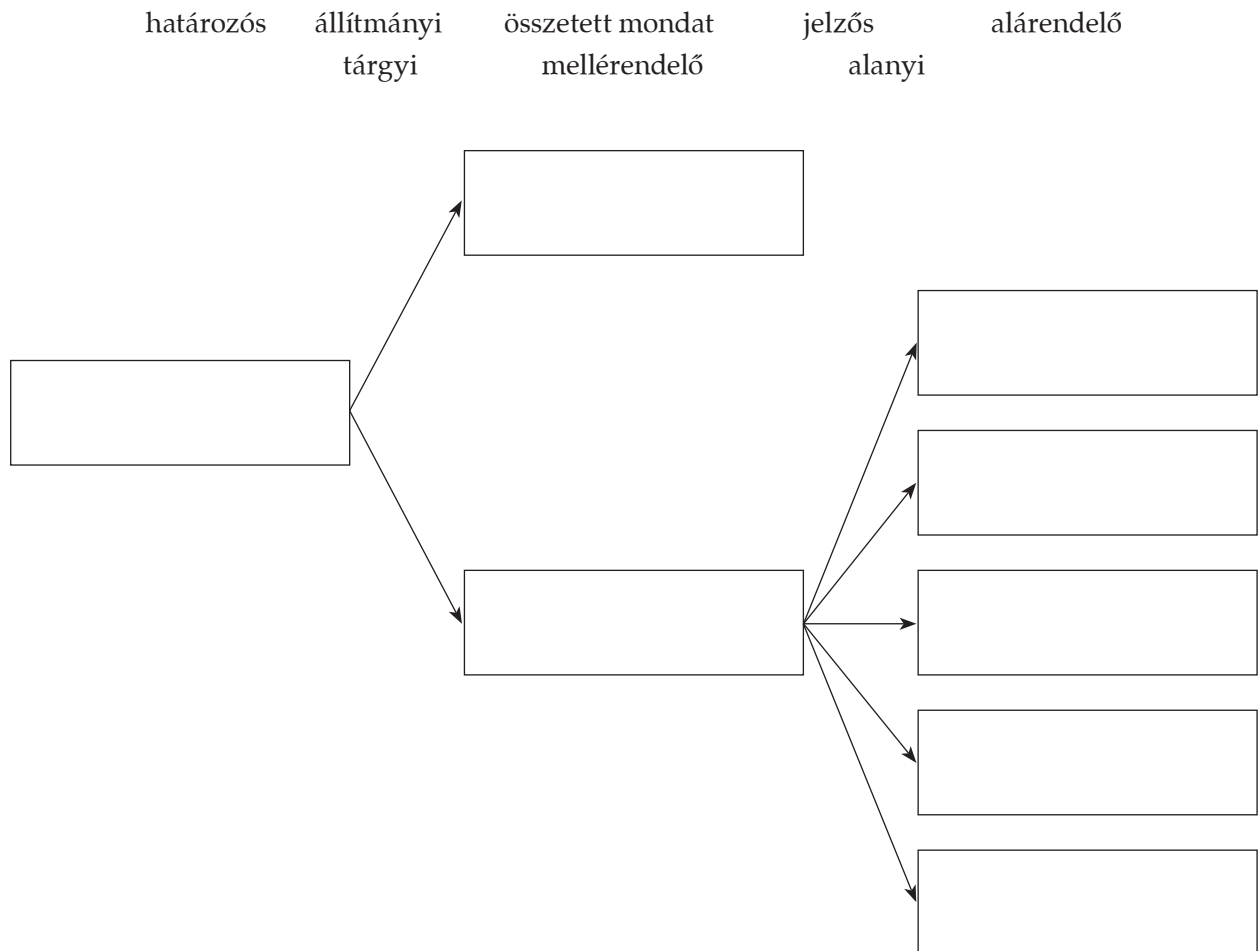 határozós állítmányi összetett mondat jelzős alárendelő
tárgyi mellérendelő alanyi